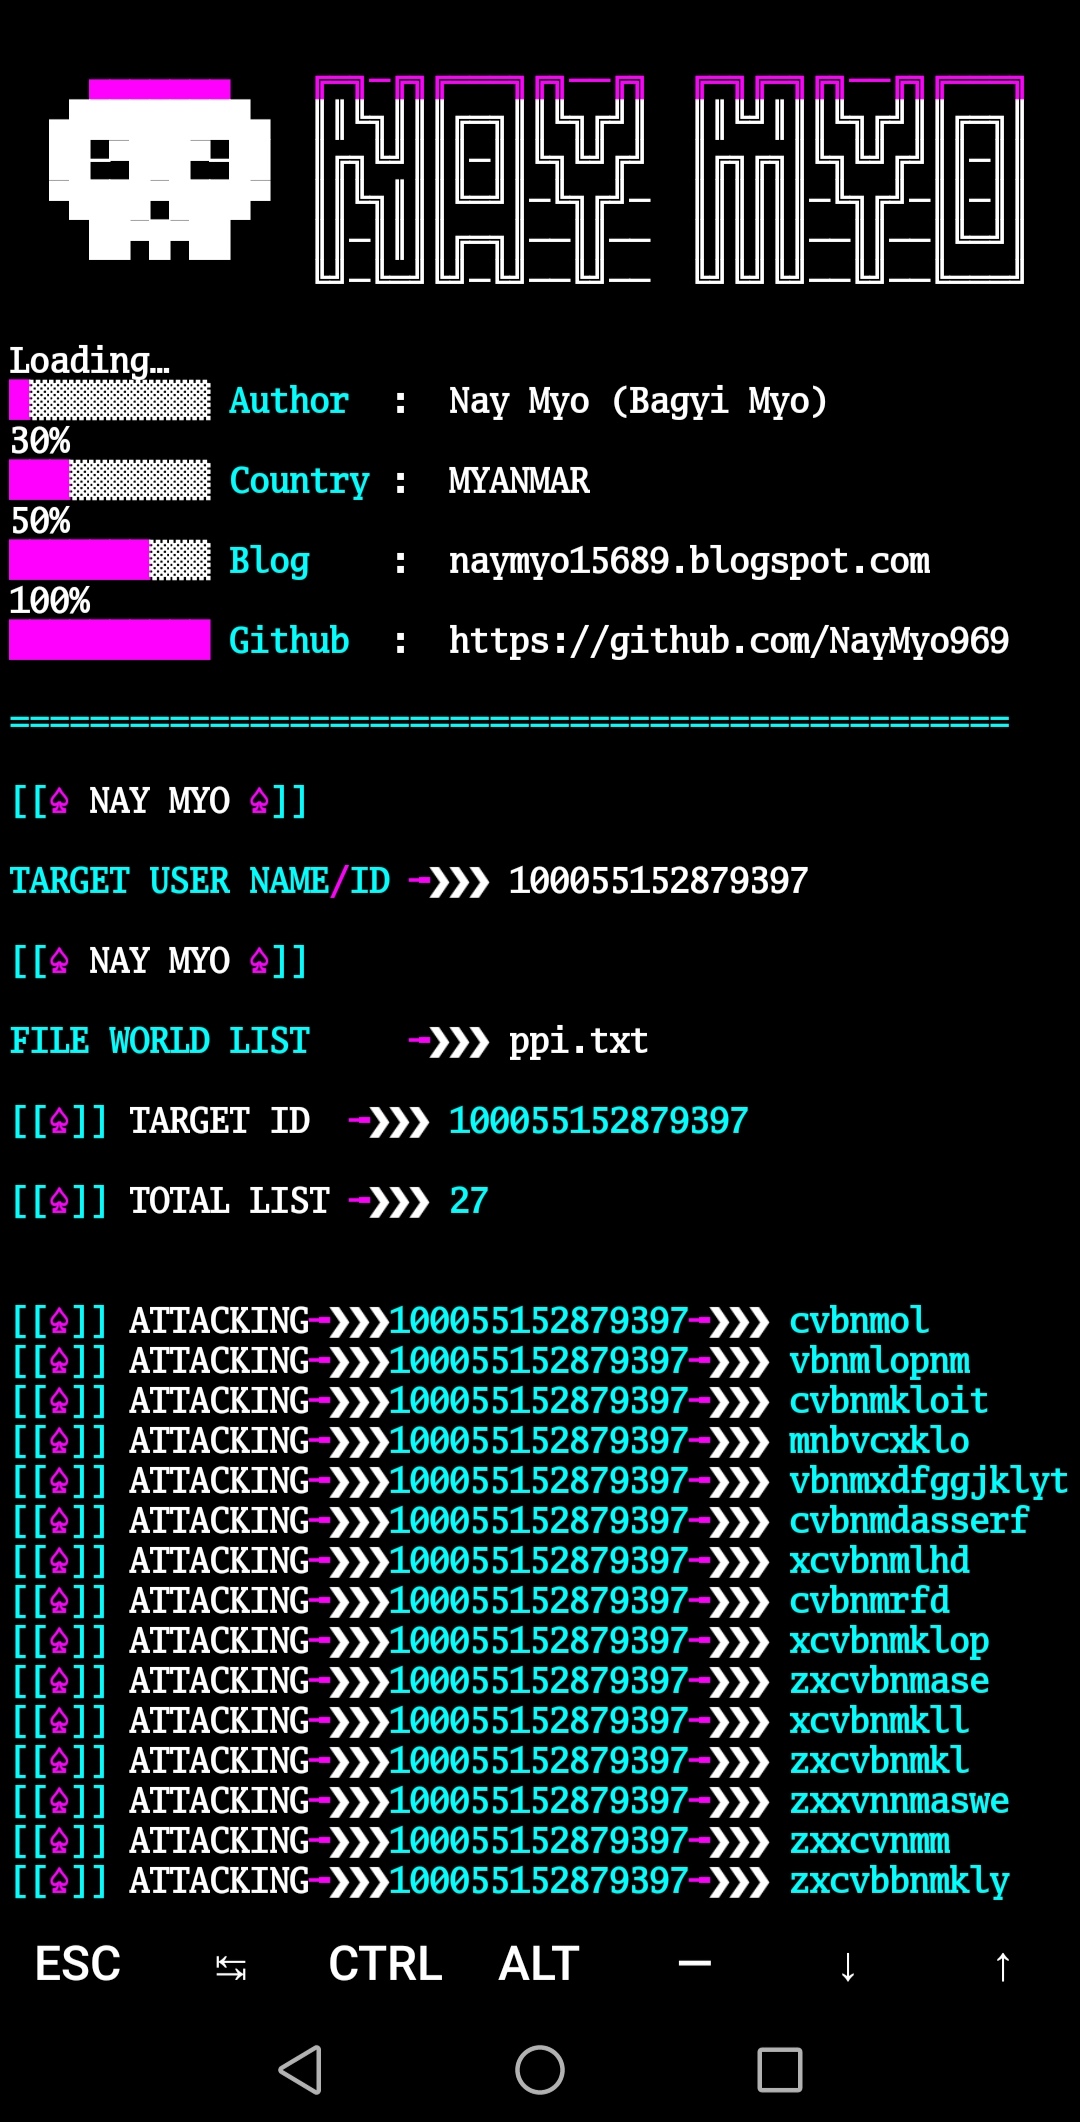 NAY MYO
Loading…
Author : Nay Myo (Bagyi Myo)
30%
Country : MYANMAR
50%
Blog : naymyo15689.blogspot.com
100%
Github : https://github.com/NayMyo969
==================================================
[[♤ NAY MYO ♤]]
TARGET USER NAME/ID ╼❯❯❯ 100055152879397
[[♤ NAY MYO ♤]]
FILE WORLD LIST ╼❯❯❯ ppi.txt
[[♤]] TARGET ID ╼❯❯❯ 100055152879397
[[♤]] TOTAL LIST ╼❯❯❯ 27
[[♤]] ATTACKING╼❯❯❯100055152879397╼❯❯❯ cvbnmol
[[♤]] ATTACKING╼❯❯❯100055152879397╼❯❯❯ vbnmlopnm
[[♤]] ATTACKING╼❯❯❯100055152879397╼❯❯❯ cvbnmkloit
[[♤]] ATTACKING╼❯❯❯100055152879397╼❯❯❯ mnbvcxklo
[[♤]] ATTACKING╼❯❯❯100055152879397╼❯❯❯ vbnmxdfggjklyt
[[♤]] ATTACKING╼❯❯❯100055152879397╼❯❯❯ cvbnmdasserf
[[♤]] ATTACKING╼❯❯❯100055152879397╼❯❯❯ xcvbnmlhd
[[♤]] ATTACKING╼❯❯❯100055152879397╼❯❯❯ cvbnmrfd
[[♤]] ATTACKING╼❯❯❯100055152879397╼❯❯❯ xcvbnmklop
[[♤]] ATTACKING╼❯❯❯100055152879397╼❯❯❯ zxcvbnmase
[[♤]] ATTACKING╼❯❯❯100055152879397╼❯❯❯ xcvbnmkll
[[♤]] ATTACKING╼❯❯❯100055152879397╼❯❯❯ zxcvbnmkl
[[♤]] ATTACKING╼❯❯❯100055152879397╼❯❯❯ zxxvnnmaswe
[[♤]] ATTACKING╼❯❯❯100055152879397╼❯❯❯ zxxcvnmm
[[♤]] ATTACKING╼❯❯❯100055152879397╼❯❯❯ zxcvbbnmkly
ESC ↹ CTRL ALT — ↓ ↑